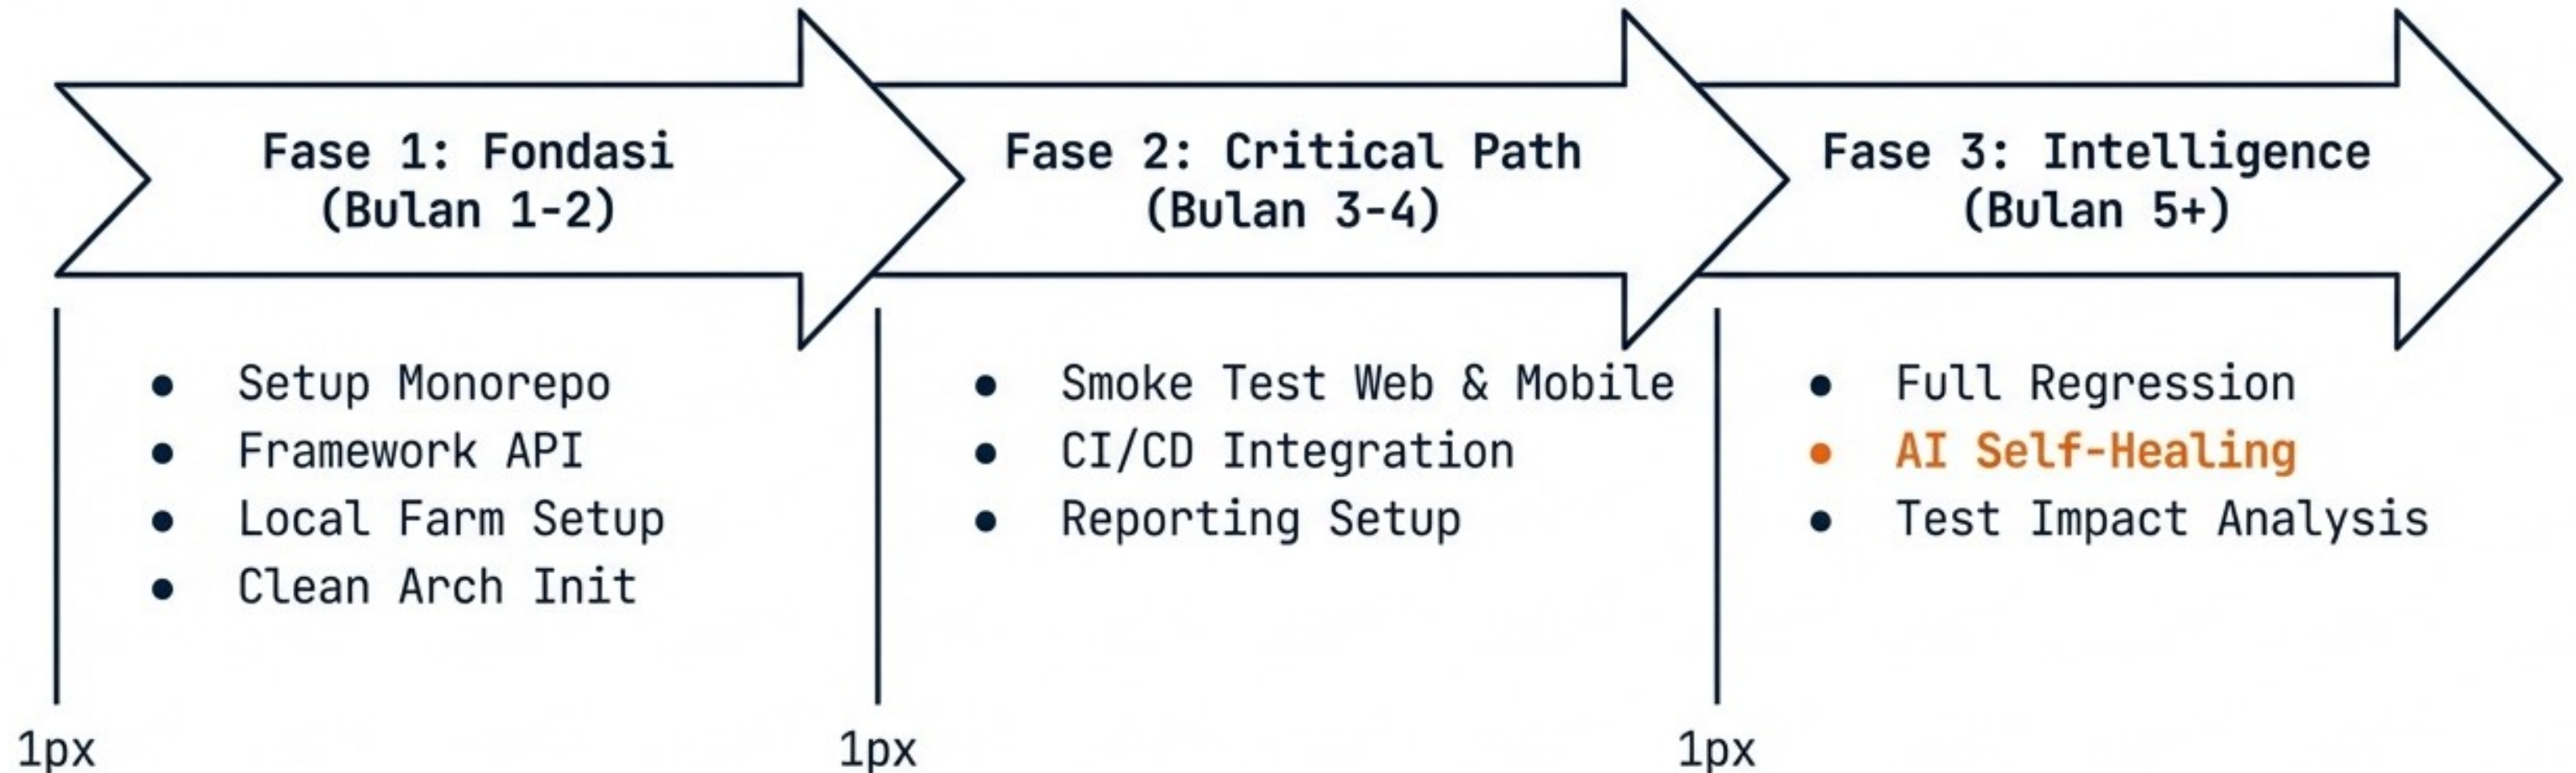 Fase 1: Fondasi
(Bulan 1-2)
Setup Monorepo
Framework API
Local Farm Setup
Clean Arch Init
1px
Fase 2: Critical Path
(Bulan 3-4)
Smoke Test Web & Mobile
CI/CD Integration
Reporting Setup
1px
Fase 3: Intelligence
(Bulan 5+)
Full Regression
AI Self-Healing
Test Impact Analysis
1px